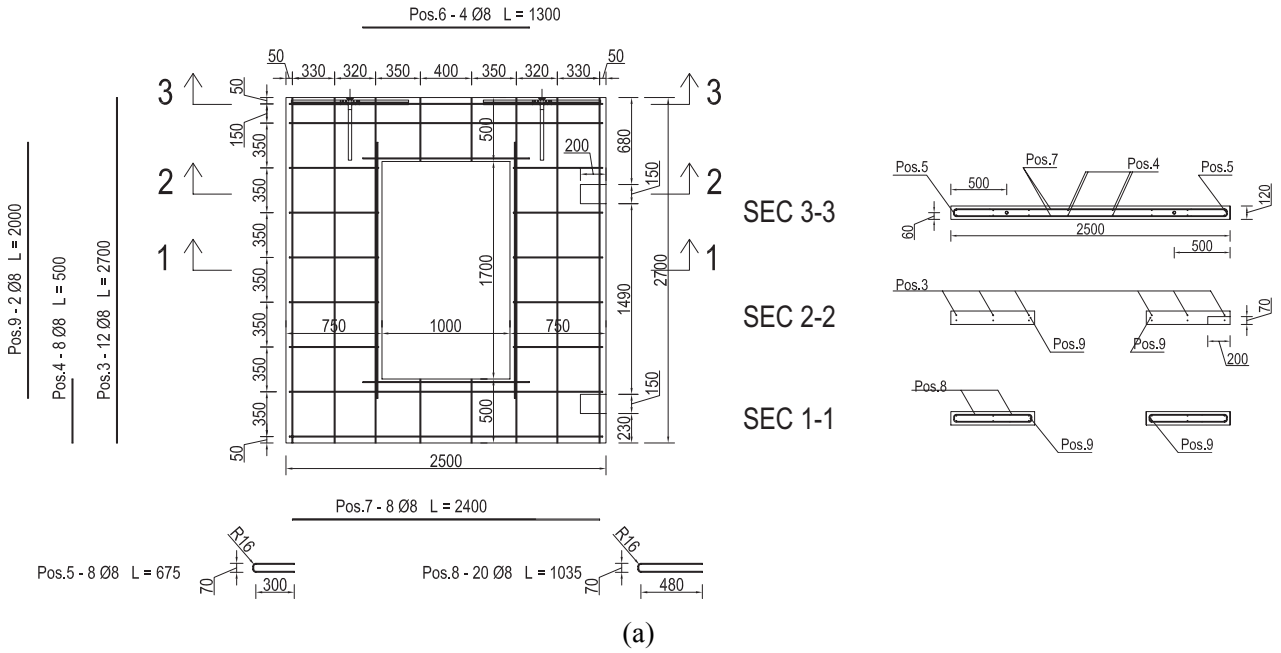 Pos.6 - 4 Ø8 L = 1300
50 330 320 350 400 350 320 330 50
3 3
50
150
350
350
350
350
350
350
350
350
50
2 2
1 1
500
200
680
150
1490
150
230
2700
1700
750 1000 750
500
2500
Pos.9 - 2 Ø8 L = 2000
Pos.4 - 8 Ø8 L = 500
Pos.3 - 12 Ø8 L = 2700
Pos.7 - 8 Ø8 L = 2400
R16
Pos.5 - 8 Ø8 L = 675
70
300
R16
Pos.8 - 20 Ø8 L = 1035
70
480
Pos.5 Pos.7 Pos.4 Pos.5
500
SEC 3-3
120
60
2500
500
Pos.3
SEC 2-2
70
Pos.9 Pos.9
200
Pos.8
SEC 1-1
Pos.9 Pos.9
(a)